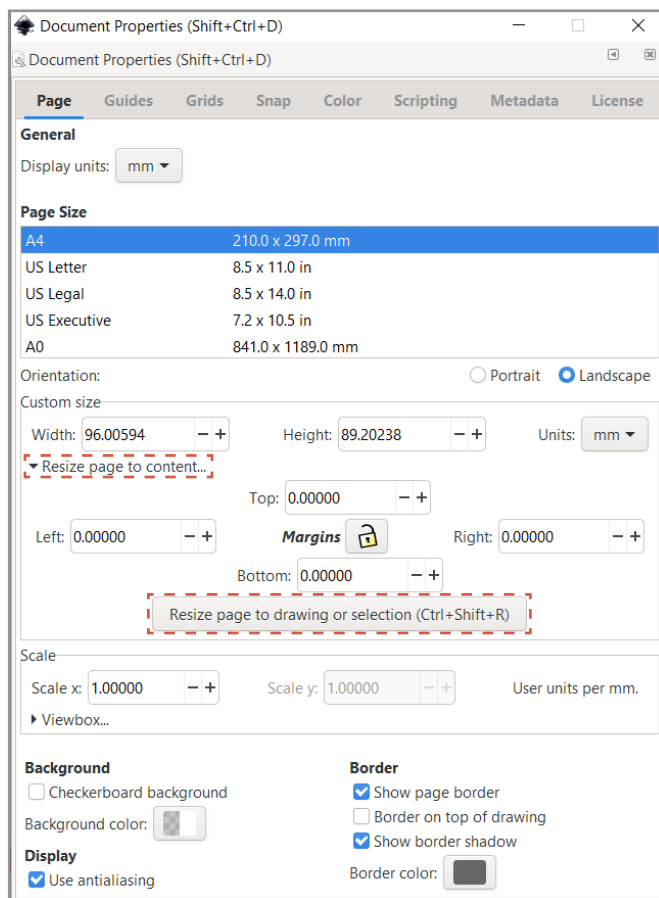 Document Properties (Shift+Ctrl+D)
Document Properties (Shift+Ctrl+D)
Page Guides Grids Snap Color Scripting Metadata License
General
Display units: mm
Page Size
A4 210.0 x 297.0 mm
US Letter 8.5 x 11.0 in
US Legal 8.5 x 14.0 in
US Executive 7.2 x 10.5 in
A0 841.0 x 1189.0 mm
Orientation: Portrait Landscape
Custom size
Width: 96.00594 Height: 89.20238 Units: mm
Resize page to content...
Top: 0.00000
Left: 0.00000 Margins Right: 0.00000
Bottom: 0.00000
Resize page to drawing or selection (Ctrl+Shift+R)
Scale
Scale x: 1.00000 Scale y: 1.00000 User units per mm.
Viewbox...
Background Border
Checkerboard background Show page border
Border on top of drawing
Background color: Show border shadow
Display
Use antialiasing Border color: